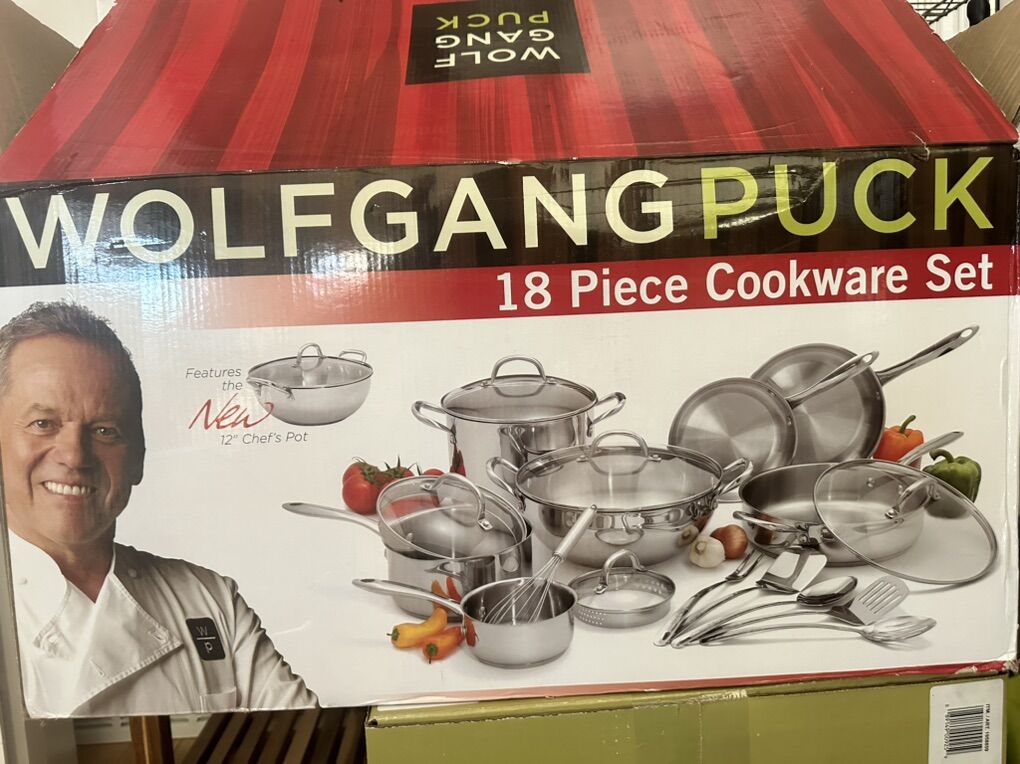 WOLF
GANG
PUCK
WOLFGANG PUCK
18 Piece Cookware Set
Features
the
New
12" Chef's Pot
W
P